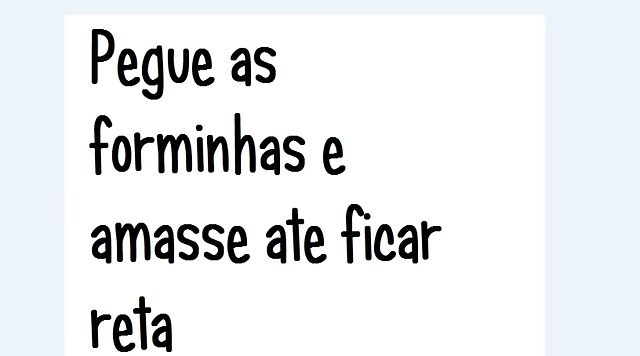 Pegue as
forminhas e
amasse ate ficar
reta